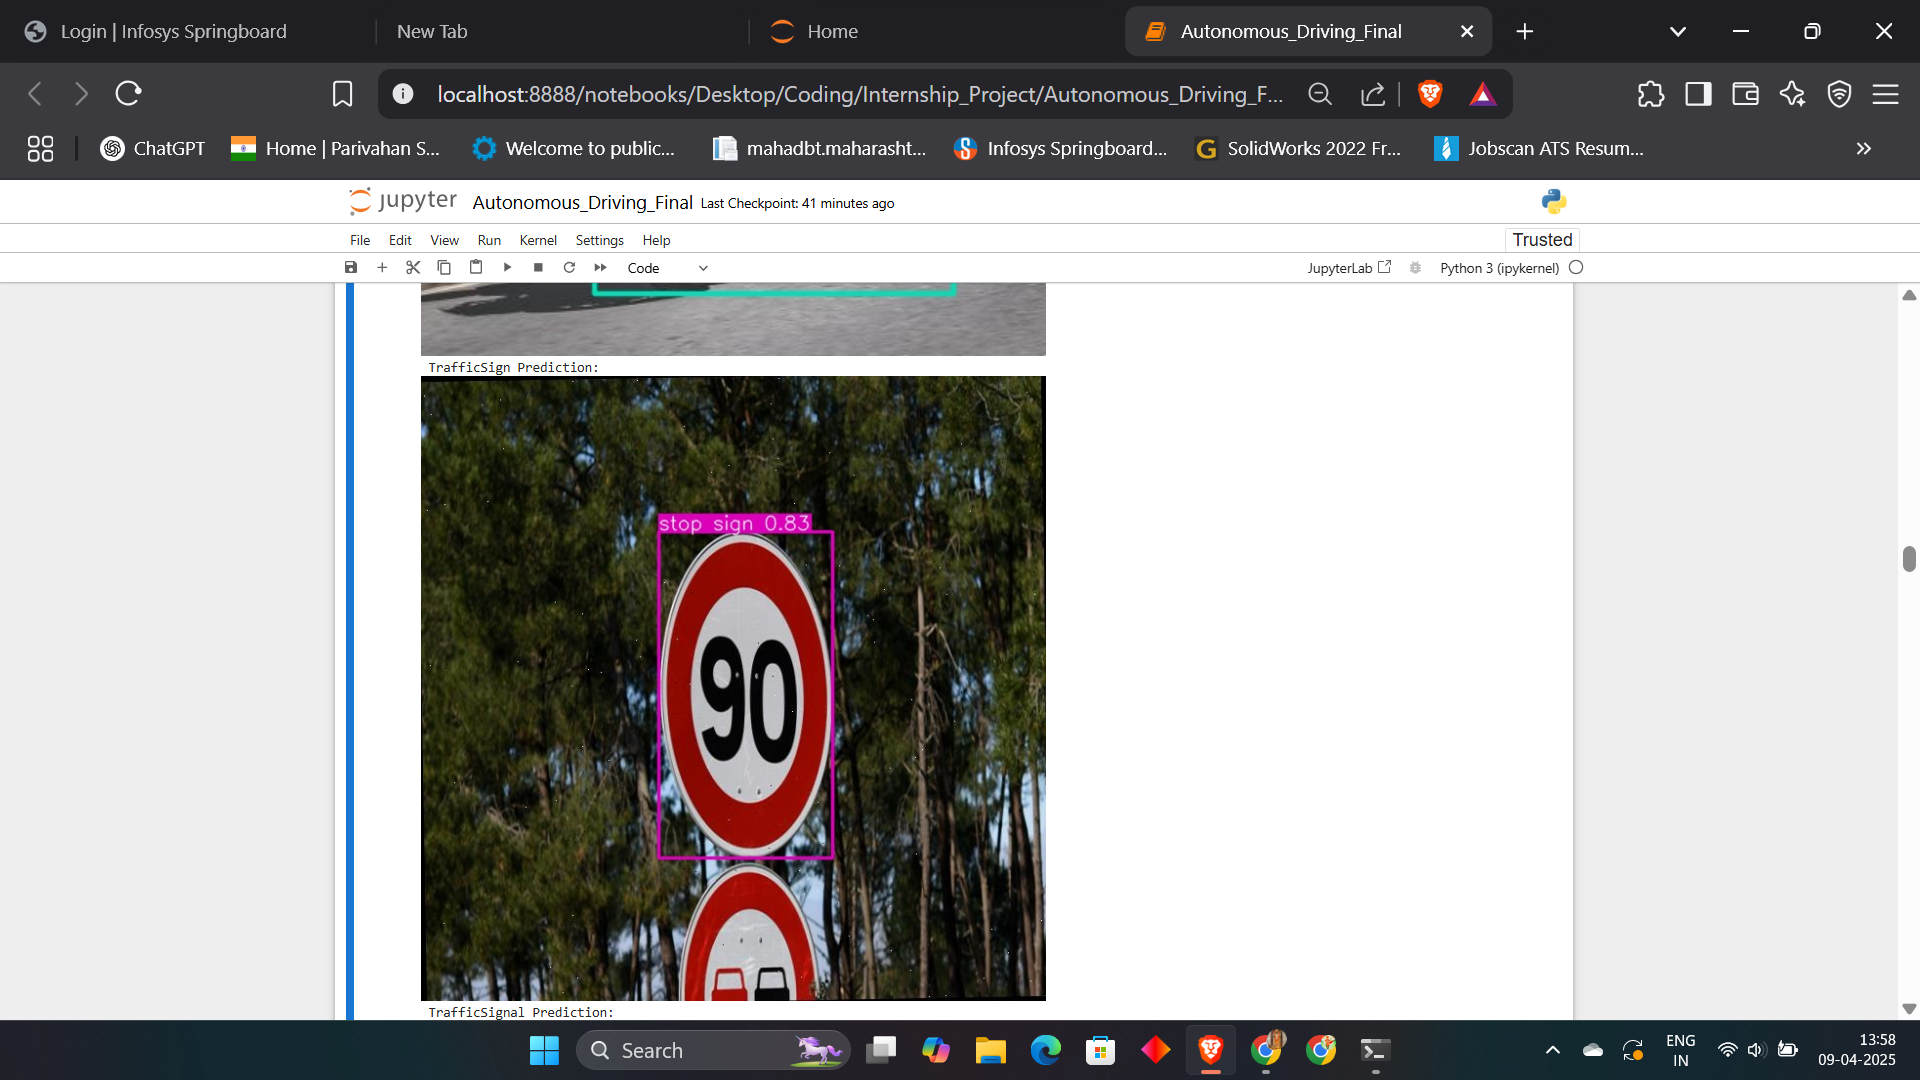 Login | Infosys Springboard
New Tab
Home
Autonomous_Driving_Final
localhost:8888/notebooks/Desktop/Coding/Internship_Project/Autonomous_Driving_F...
ChatGPT
Home | Parivahan S...
Welcome to public...
mahadbt.maharasht...
Infosys Springboard...
G SolidWorks 2022 Fr...
Jobscan ATS Resum...
jupyter Autonomous_Driving_Final Last Checkpoint: 41 minutes ago
File Edit View Run Kernel Settings Help
Trusted
Code
JupyterLab
Python 3 (ipykernel)
TrafficSign Prediction:
stop sign 0.83
90
TrafficSignal Prediction:
Search
ENG
IN
13:58
09-04-2025